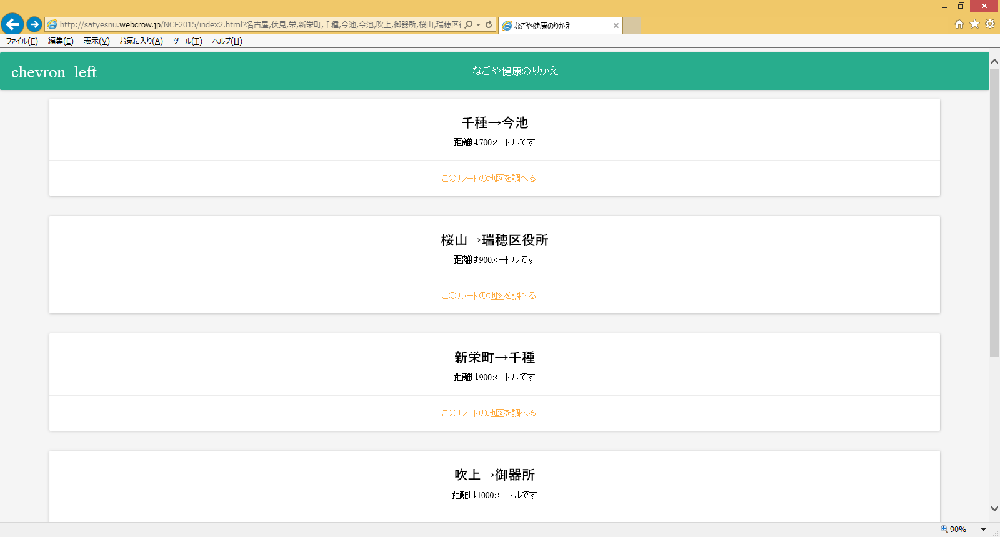 http://satyesnu.webcrow.jp/NCF2015/index2.html?名古屋,伏見,栄,新栄町,千種,今池,今池,吹上,御器所,桜山,瑞穂区役
なごや健康のりかえ
ファイル(F) 編集(E) 表示(V) お気に入り(A) ツール(T) ヘルプ(H)
chevron_left
なごや健康のりかえ
千種→今池
距離は700メートルです
このルートの地図を調べる
桜山→瑞穂区役所
距離は900メートルです
このルートの地図を調べる
新栄町→千種
距離は900メートルです
このルートの地図を調べる
吹上→御器所
距離は1000メートルです
90%